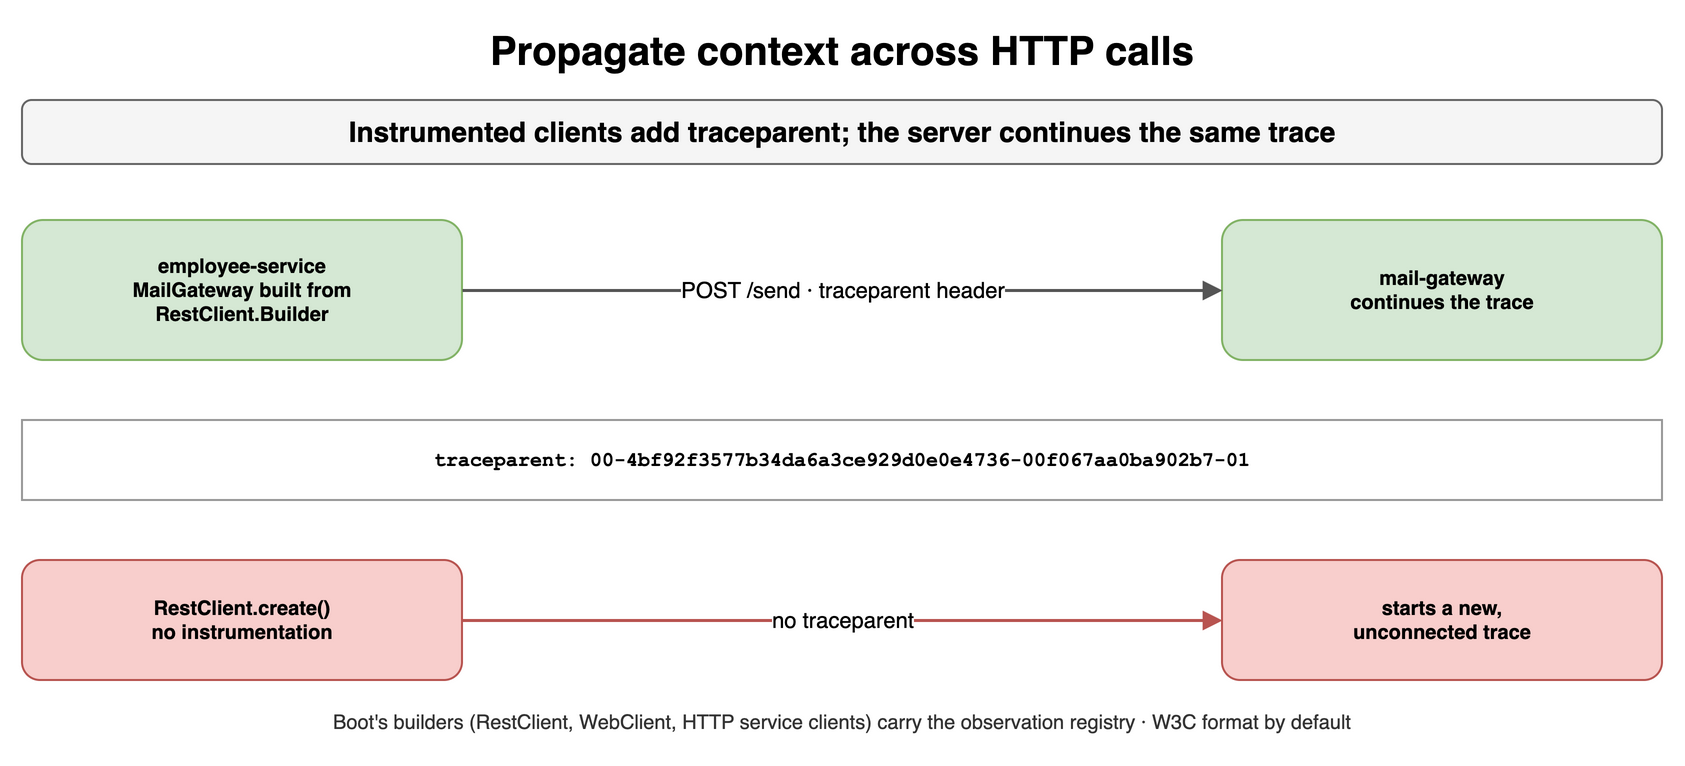 Propagate context across HTTP calls
Instrumented clients add traceparent; the server continues the same trace
employee-service
MailGateway built from
RestClient.Builder
POST /send · traceparent header
mail-gateway
continues the trace
traceparent: 00-4bf92f3577b34da6a3ce929d0e0e4736-00f067aa0ba902b7-01
RestClient.create()
no instrumentation
no traceparent
starts a new,
unconnected trace
Boot's builders (RestClient, WebClient, HTTP service clients) carry the observation registry · W3C format by default